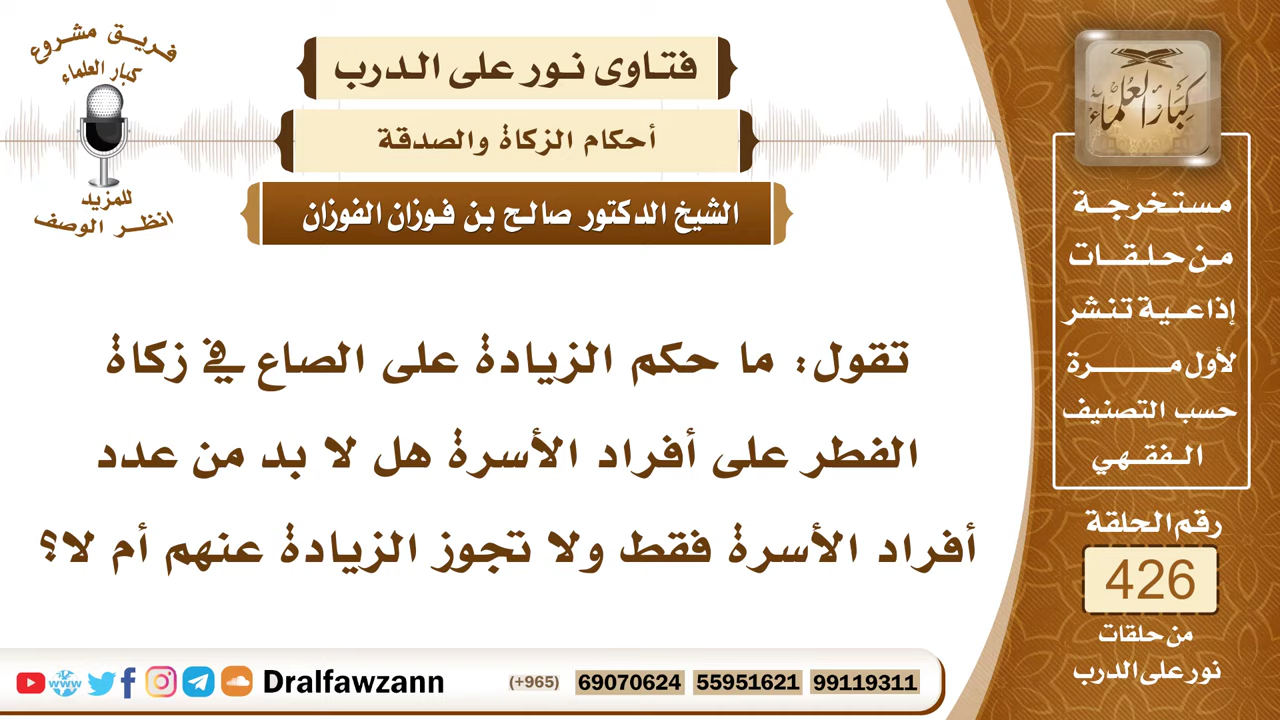 فريق مشروع
كبار العلماء
للمزيد
انظر الوصف
فتاوى نور على الدرب
أحكام الزكاة والصدقة
الشيخ الدكتور صالح بن فوزان الفوزان
كبار العلماء
مستخرجة
من حلقات
إذاعية تنشر
لأول مرة
حسب التصنيف
الفقهي
رقم الحلقة
426
من حلقات
نور على الدرب
تقول: ما حكم الزيادة على الصاع في زكاة
الفطر على أفراد الأسرة هل لا بد من عدد
أفراد الأسرة فقط ولا تجوز الزيادة عنهم أم لا؟
www Dralfawzann (+965) 69070624 55951621 99119311